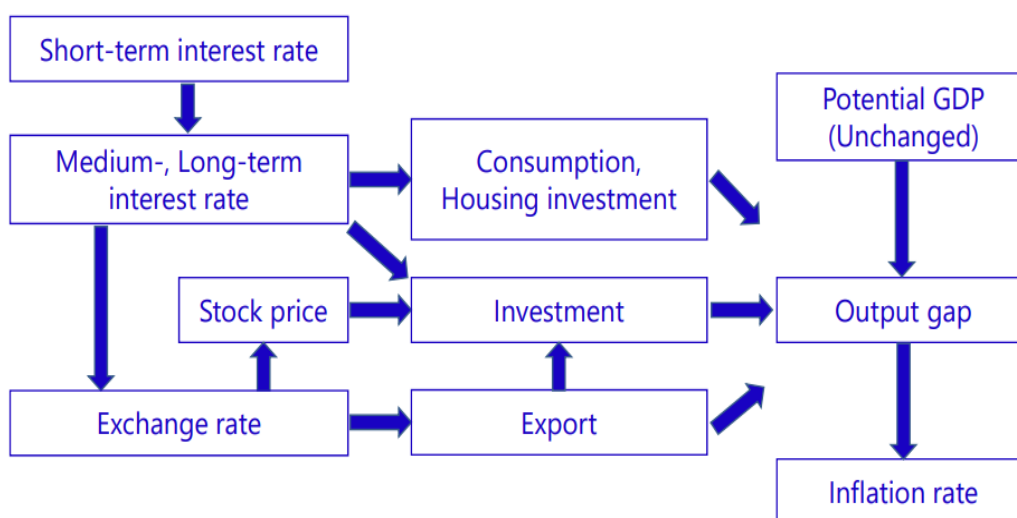 Short-term interest rate
Potential GDP
(Unchanged)
Medium-, Long-term
interest rate
Consumption,
Housing investment
Stock price
Investment
Output gap
Exchange rate
Export
Inflation rate